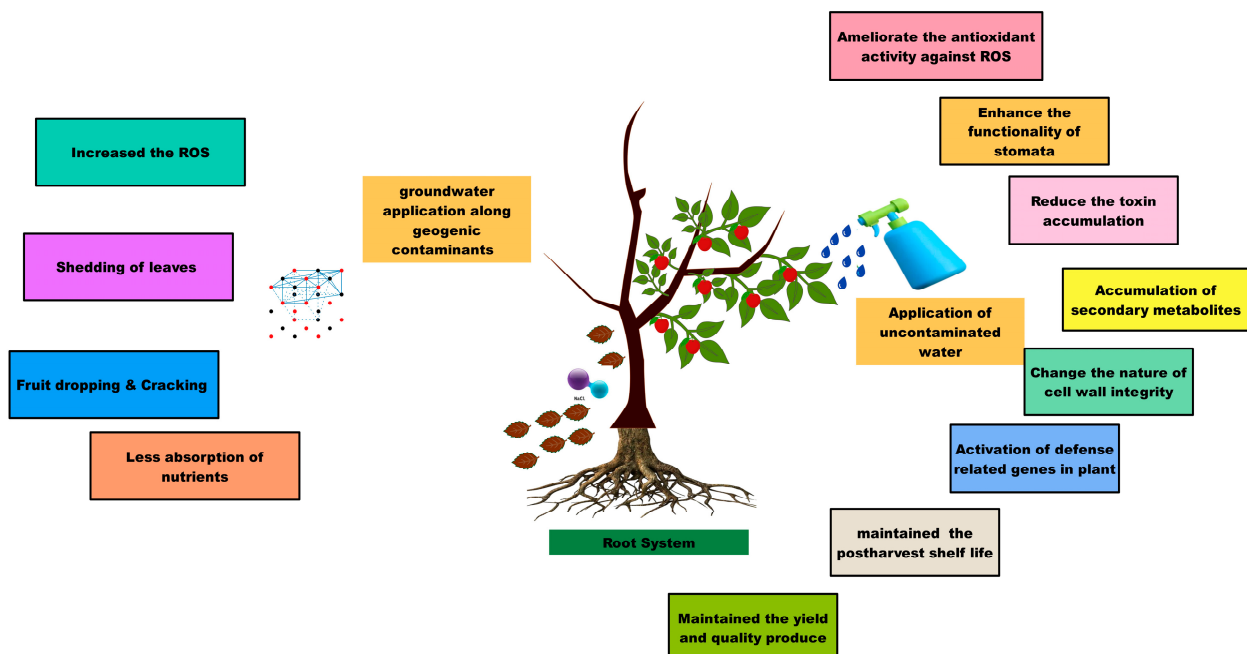 Increased the ROS
Shedding of leaves
Fruit dropping & Cracking
Less absorption of
nutrients
groundwater
application along
geogenic
contaminants
NaCL
Root System
Application of
uncontaminated
water
Ameliorate the antioxidant
activity against ROS
Enhance the
functionality of
stomata
Reduce the toxin
accumulation
Accumulation of
secondary metabolites
Change the nature of
cell wall integrity
Activation of defense
related genes in plant
maintained  the
postharvest shelf life
Maintained the yield
and quality produce